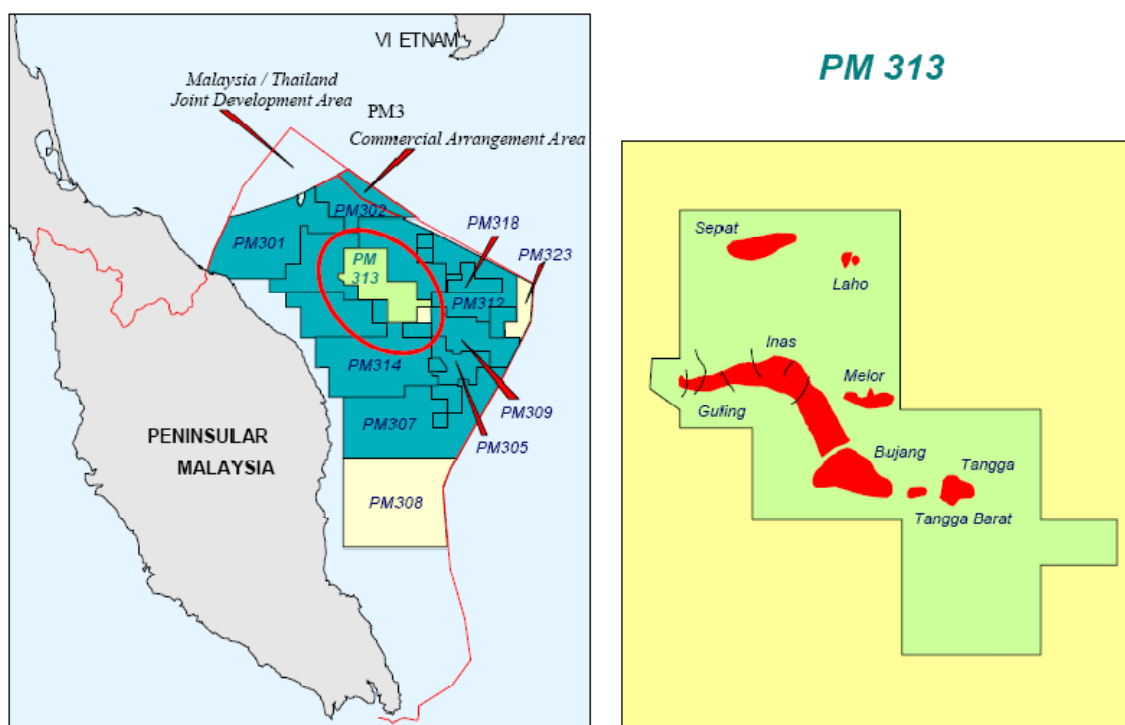 VI ETNAM
Malaysia / Thailand
Joint Development Area
PM3
Commercial Arrangement Area
PM302
PM318
PM301
PM323
PM
313
PM312
PM314
PM309
PM307
PM305
PENINSULAR
MALAYSIA
PM308
PM 313
Sepat
Laho
Inas
Melor
Guling
Bujang
Tangga
Tangga Barat